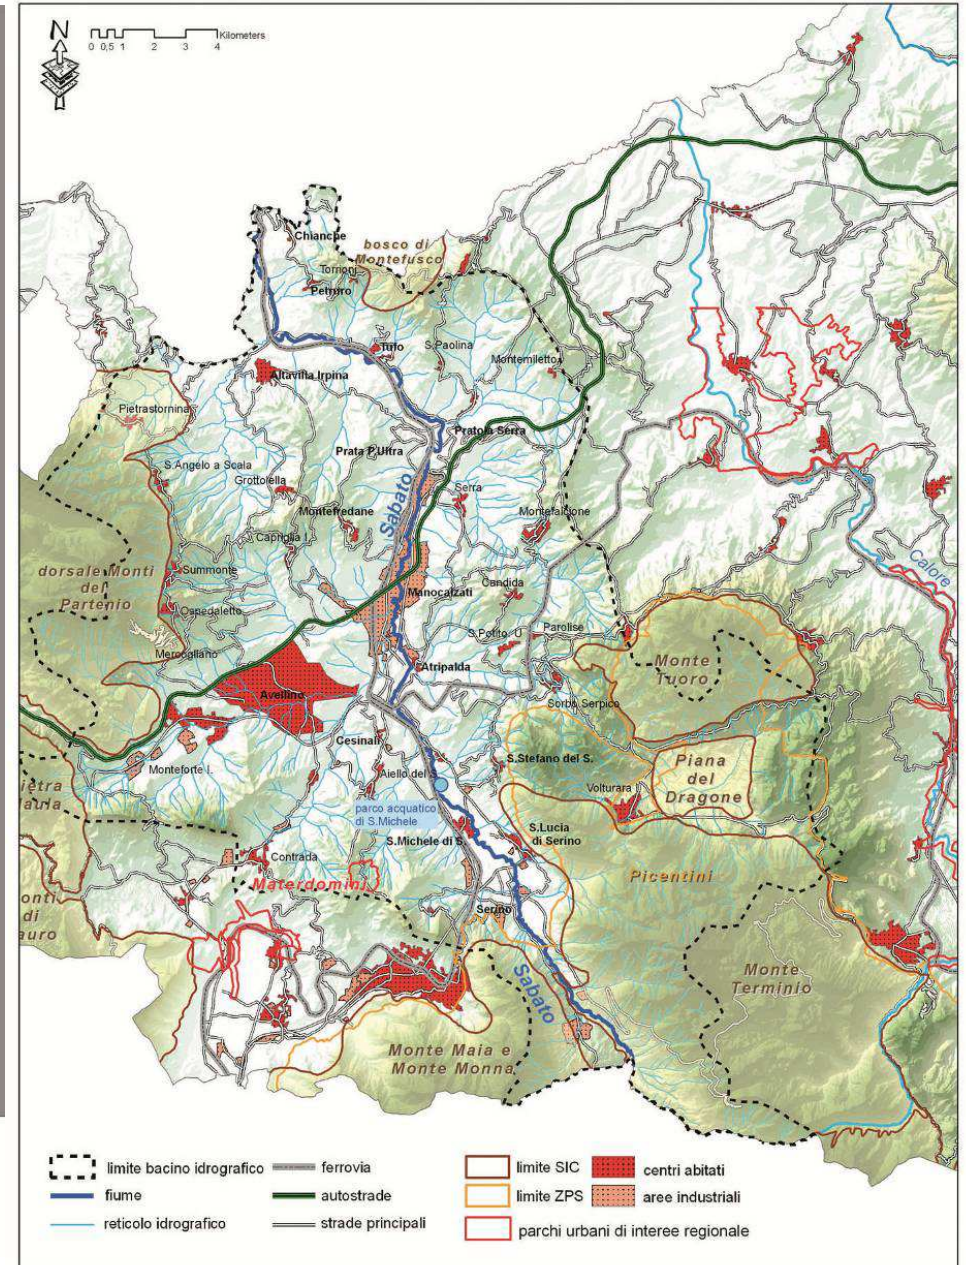 N
0 0,5 1 2 3 4 Kilometers
Chianche
bosco di
Montefusco
Torrioni
Petruro
Tufo
S.Paolina
Montemiletto
Altavilla Irpina
Pietrastornina
Pratola Serra
Prata P.Ultra
S.Angelo a Scala
Grottolella
Sabato
Serra
Montefredane
Montefalcione
Capriglia I.
dorsale Monti
del
Partenio
Summonte
Candida
Manocalzati
Calore
Ospedaletto
S.Potito U
Parolise
Mercogliano
Atripalda
Monte
Tuoro
Avellino
Sorbo Serpico
Cesinali
S.Stefano del S.
Monteforte I.
Aiello del S.
Piana
del
Dragone
Volturara
parco acquatico
di S.Michele
S.Michele di S.
S.Lucia
di Serino
Contrada
Materdomini
Picentini
Serino
Sabato
Monte
Terminio
Monte Maia e
Monte Monna
limite bacino idrografico
ferrovia
limite SIC
centri abitati
fiume
autostrade
limite ZPS
aree industriali
reticolo idrografico
strade principali
parchi urbani di interee regionale